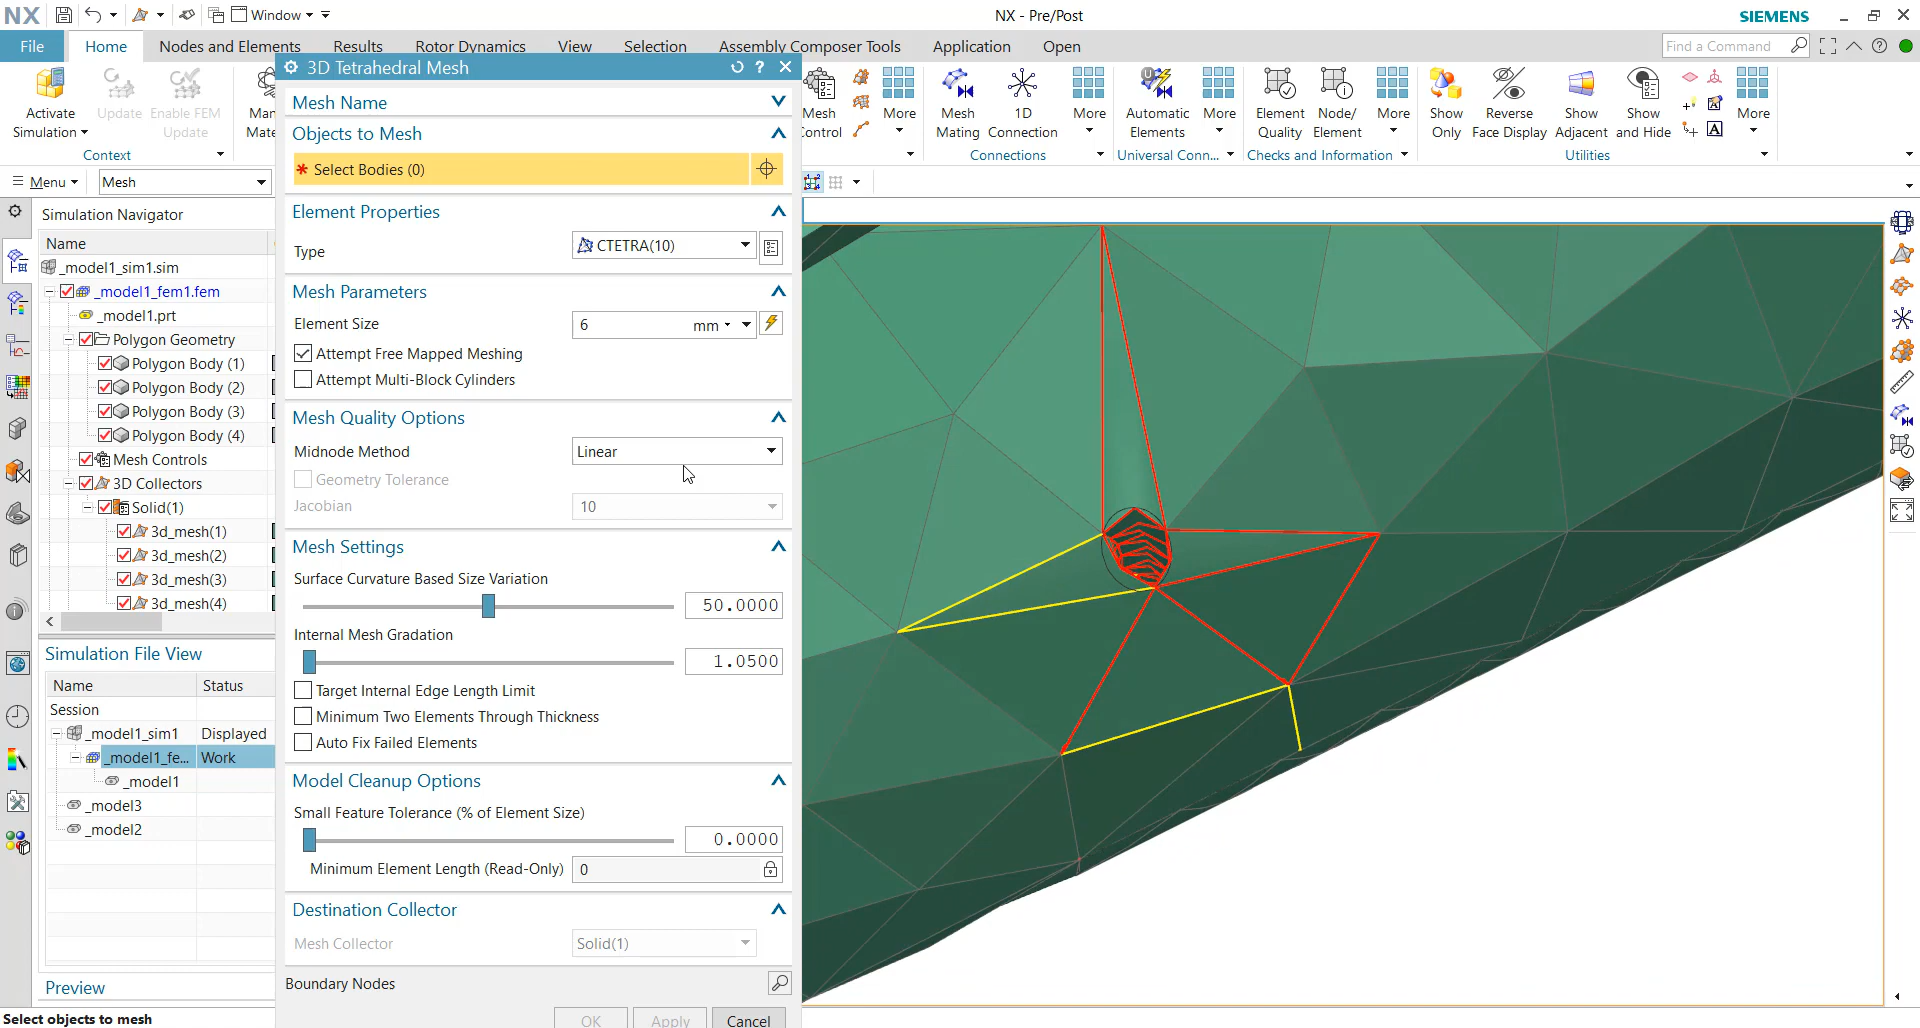 NX
Window
NX - Pre/Post
SIEMENS
File
Home
Nodes and Elements
Results
Rotor Dynamics
View
Selection
Assembly Composer Tools
Application
Open
Find a Command
Activate
Simulation
Update
Enable FEM
Update
Man
Mate
Context
Mesh
Control
More
Mesh
Mating
1D
Connection
More
Connections
Automatic
Elements
More
Universal Conn...
Element
Quality
Node/
Element
More
Checks and Information
Show
Only
Reverse
Face Display
Show
Adjacent
Show
and Hide
More
Utilities
Menu
Mesh
Simulation Navigator
Name
_model1_sim1.sim
_model1_fem1.fem
_model1.prt
Polygon Geometry
Polygon Body (1)
Polygon Body (2)
Polygon Body (3)
Polygon Body (4)
Mesh Controls
3D Collectors
Solid(1)
3d_mesh(1)
3d_mesh(2)
3d_mesh(3)
3d_mesh(4)
Simulation File View
Name Status
Session
_model1_sim1 Displayed
_model1_fe... Work
_model1
_model3
_model2
Preview
Select objects to mesh
3D Tetrahedral Mesh
Mesh Name
Objects to Mesh
* Select Bodies (0)
Element Properties
Type CTETRA(10)
Mesh Parameters
Element Size 6 mm
Attempt Free Mapped Meshing
Attempt Multi-Block Cylinders
Mesh Quality Options
Midnode Method Linear
Geometry Tolerance
Jacobian 10
Mesh Settings
Surface Curvature Based Size Variation
50.0000
Internal Mesh Gradation
1.0500
Target Internal Edge Length Limit
Minimum Two Elements Through Thickness
Auto Fix Failed Elements
Model Cleanup Options
Small Feature Tolerance (% of Element Size)
0.0000
Minimum Element Length (Read-Only) 0
Destination Collector
Mesh Collector Solid(1)
Boundary Nodes
OK Apply Cancel